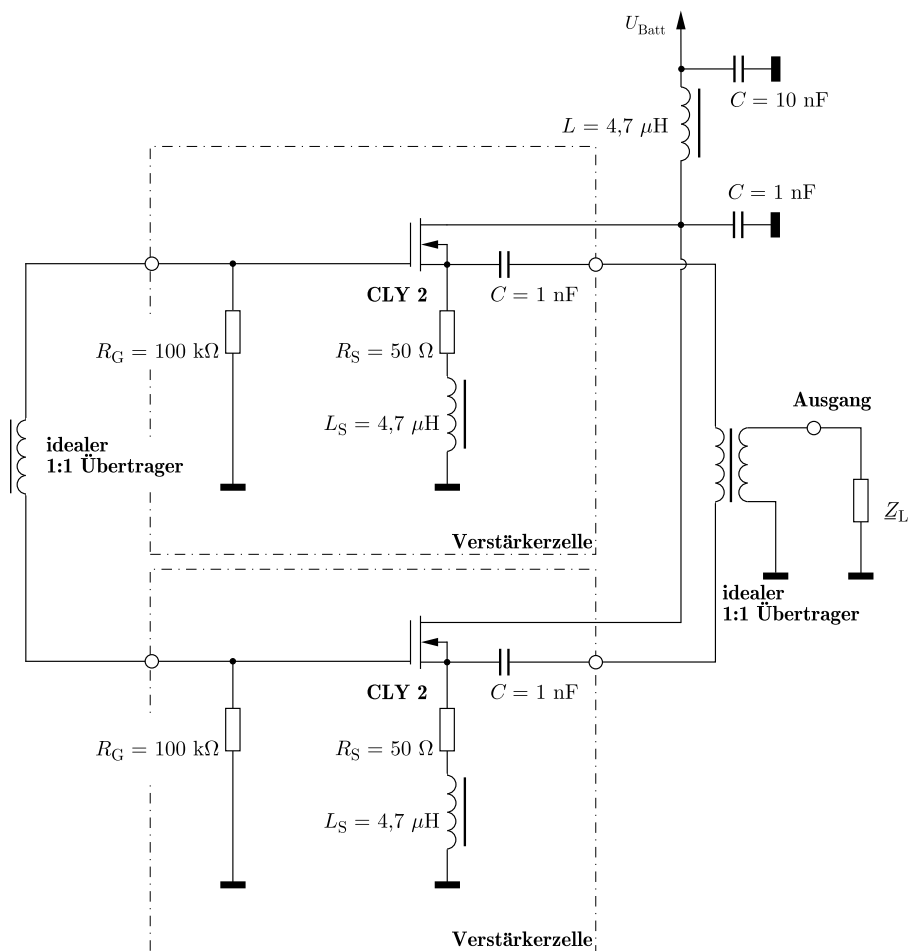 U_Batt
C = 10 nF
L = 4,7 μH
C = 1 nF
CLY 2
C = 1 nF
R_G = 100 kΩ
R_S = 50 Ω
L_S = 4,7 μH
idealer
1:1 Übertrager
Ausgang
Z_L
Verstärkerzelle
idealer
1:1 Übertrager
CLY 2
C = 1 nF
R_G = 100 kΩ
R_S = 50 Ω
L_S = 4,7 μH
Verstärkerzelle